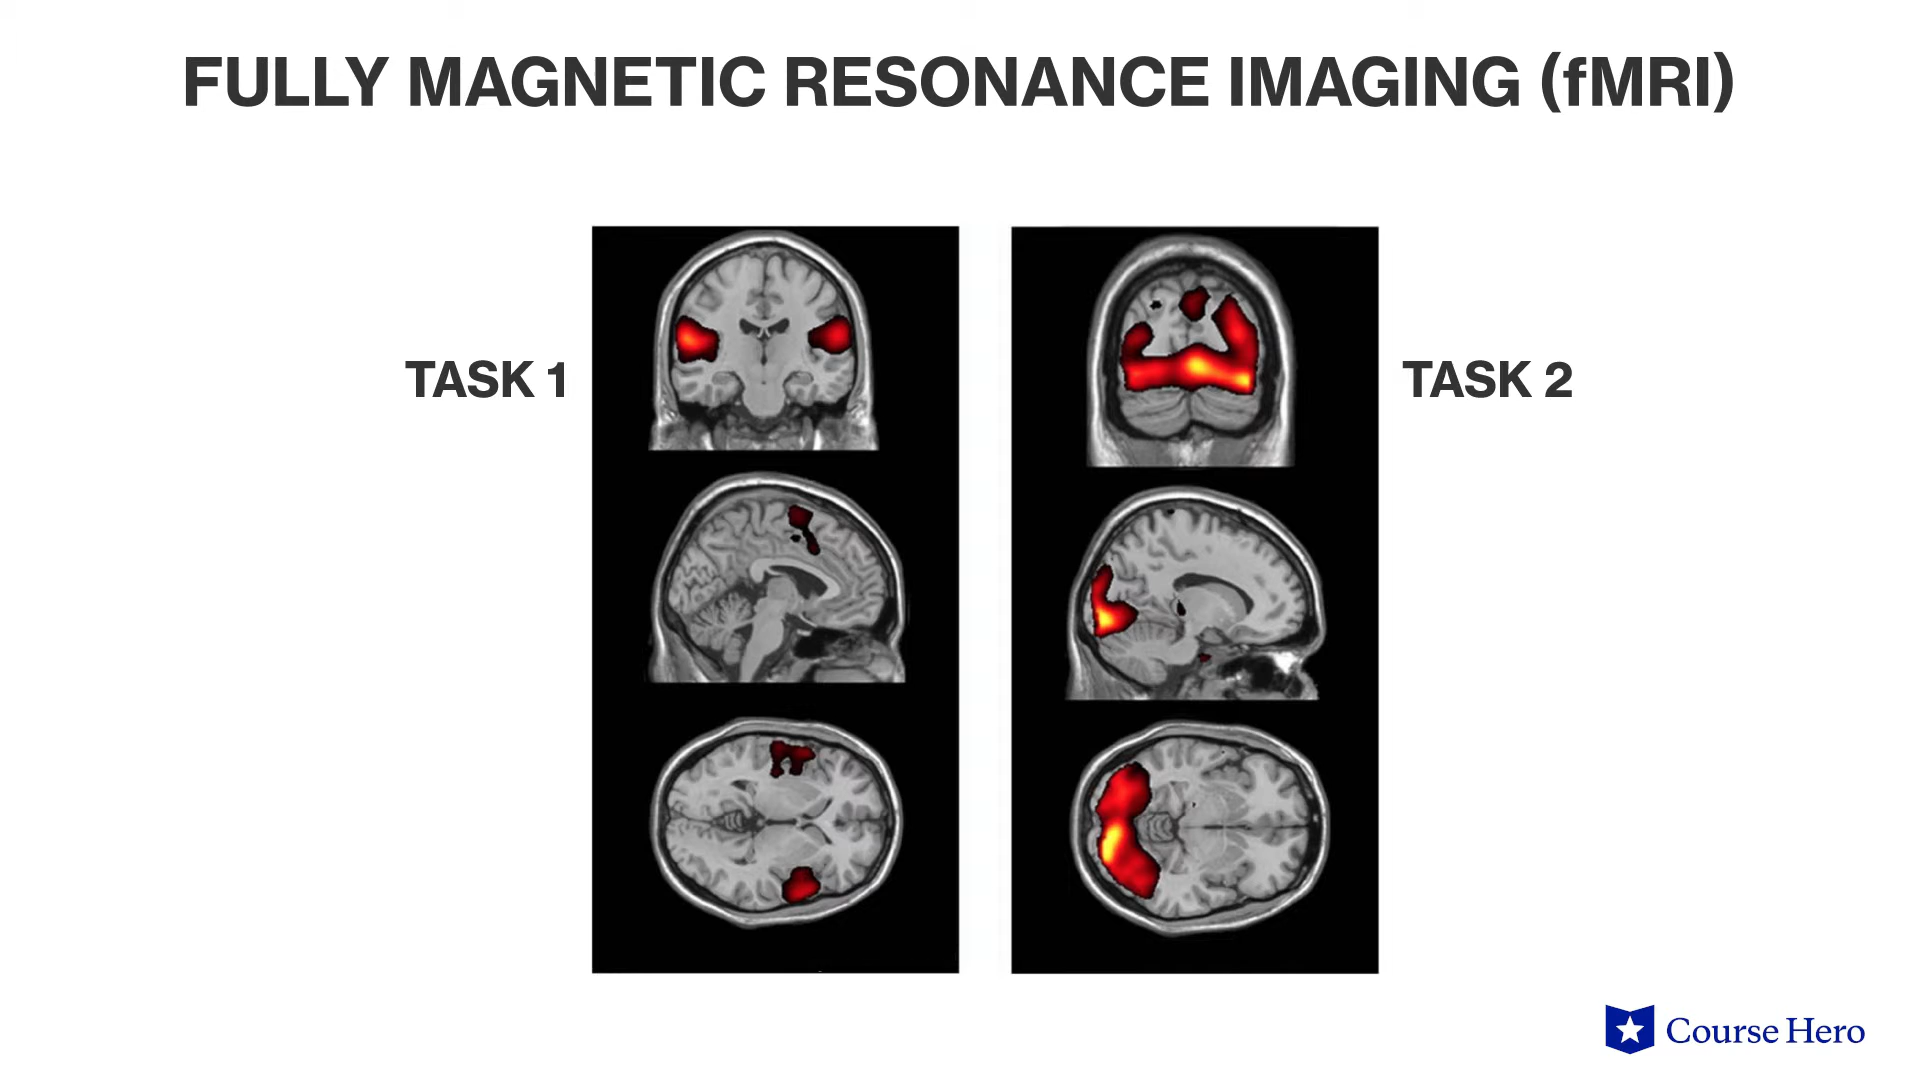 FULLY MAGNETIC RESONANCE IMAGING (fMRI)
TASK 1
TASK 2
Course Hero